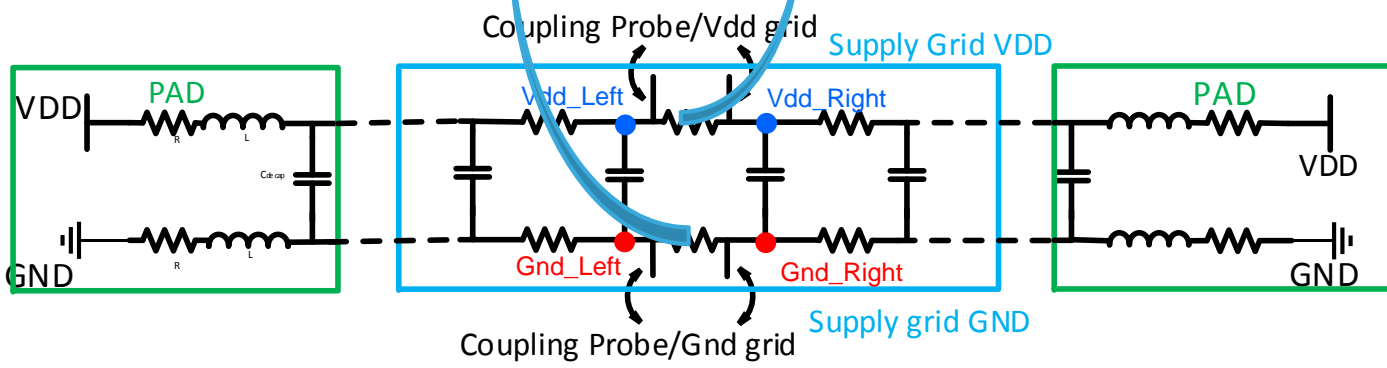 Coupling Probe/Vdd grid
Supply Grid VDD
PAD
PAD
VDD
Vdd_Left
Vdd_Right
R
L
VDD
Cdecap
R
L
GND
Gnd_Left
Gnd_Right
GND
Supply grid GND
Coupling Probe/Gnd grid